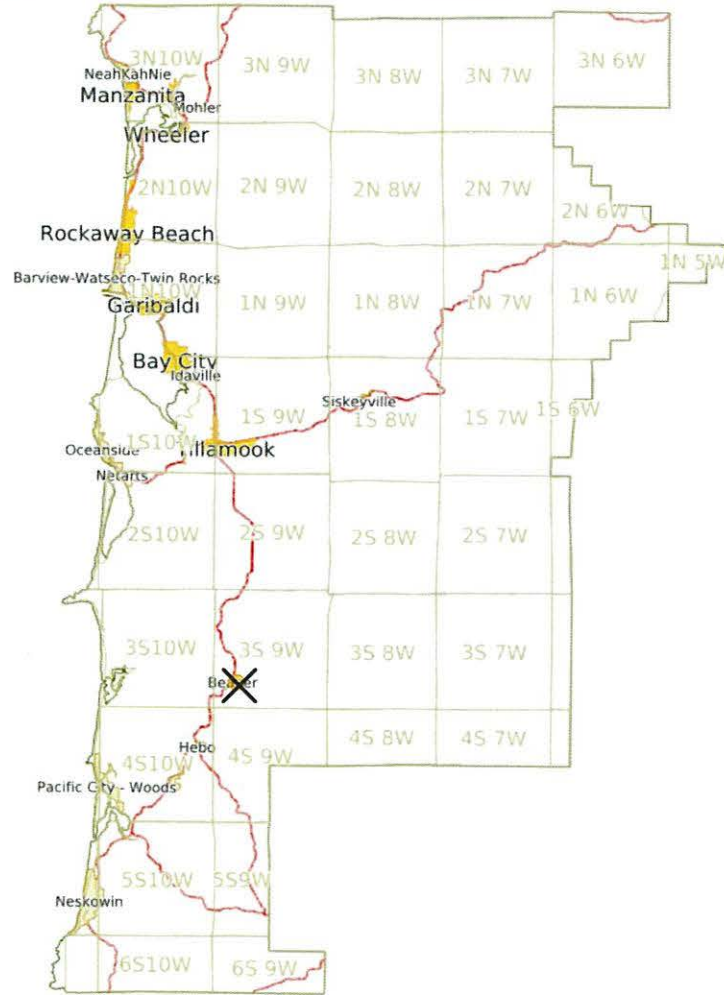 3N10W 3N 9W 3N 8W 3N 7W 3N 6W
NeahKahNie
Manzanita
Mohler
Wheeler
2N10W 2N 9W 2N 8W 2N 7W 2N 6W
Rockaway Beach
1N 5W
Barview-Watseco-Twin Rocks
1N10W 1N 9W 1N 8W 1N 7W 1N 6W
Garibaldi
Bay City
Idaville
Siskeyville
1S10W 1S 9W 1S 8W 1S 7W 1S 6W
Oceanside
Tillamook
Netarts
2S10W 2S 9W 2S 8W 2S 7W
3S10W 3S 9W 3S 8W 3S 7W
Beaver
Hebo
4S10W 4S 9W 4S 8W 4S 7W
Pacific City - Woods
5S10W 5S9W
Neskowin
6S10W 6S 9W